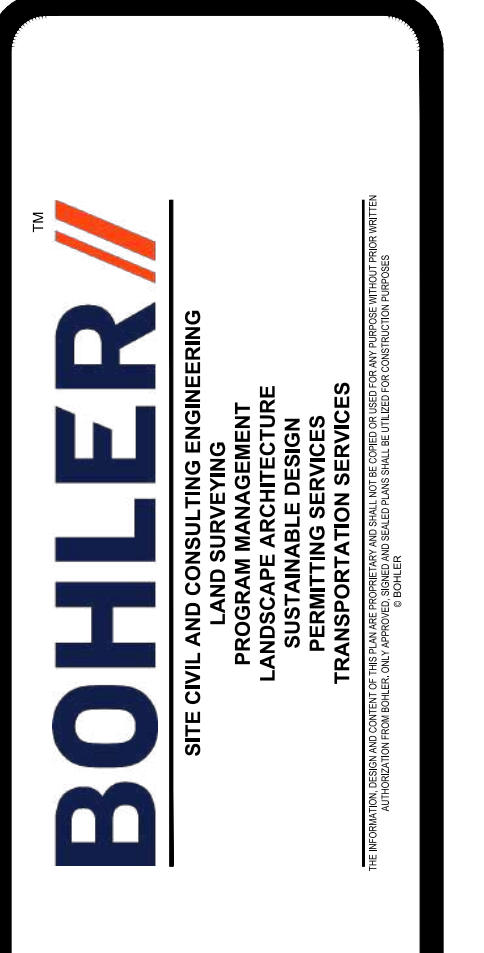 BOHLER//
TM
SITE CIVIL AND CONSULTING ENGINEERING
LAND SURVEYING
PROGRAM MANAGEMENT
LANDSCAPE ARCHITECTURE
SUSTAINABLE DESIGN
PERMITTING SERVICES
TRANSPORTATION SERVICES
THE INFORMATION, DESIGN AND CONTENT OF THIS PLAN ARE PROPRIETARY AND SHALL NOT BE COPIED OR USED FOR ANY PURPOSE WITHOUT PRIOR WRITTEN
AUTHORIZATION FROM BOHLER. ONLY APPROVED, SIGNED AND SEALED PLANS SHALL BE UTILIZED FOR CONSTRUCTION PURPOSES
© BOHLER